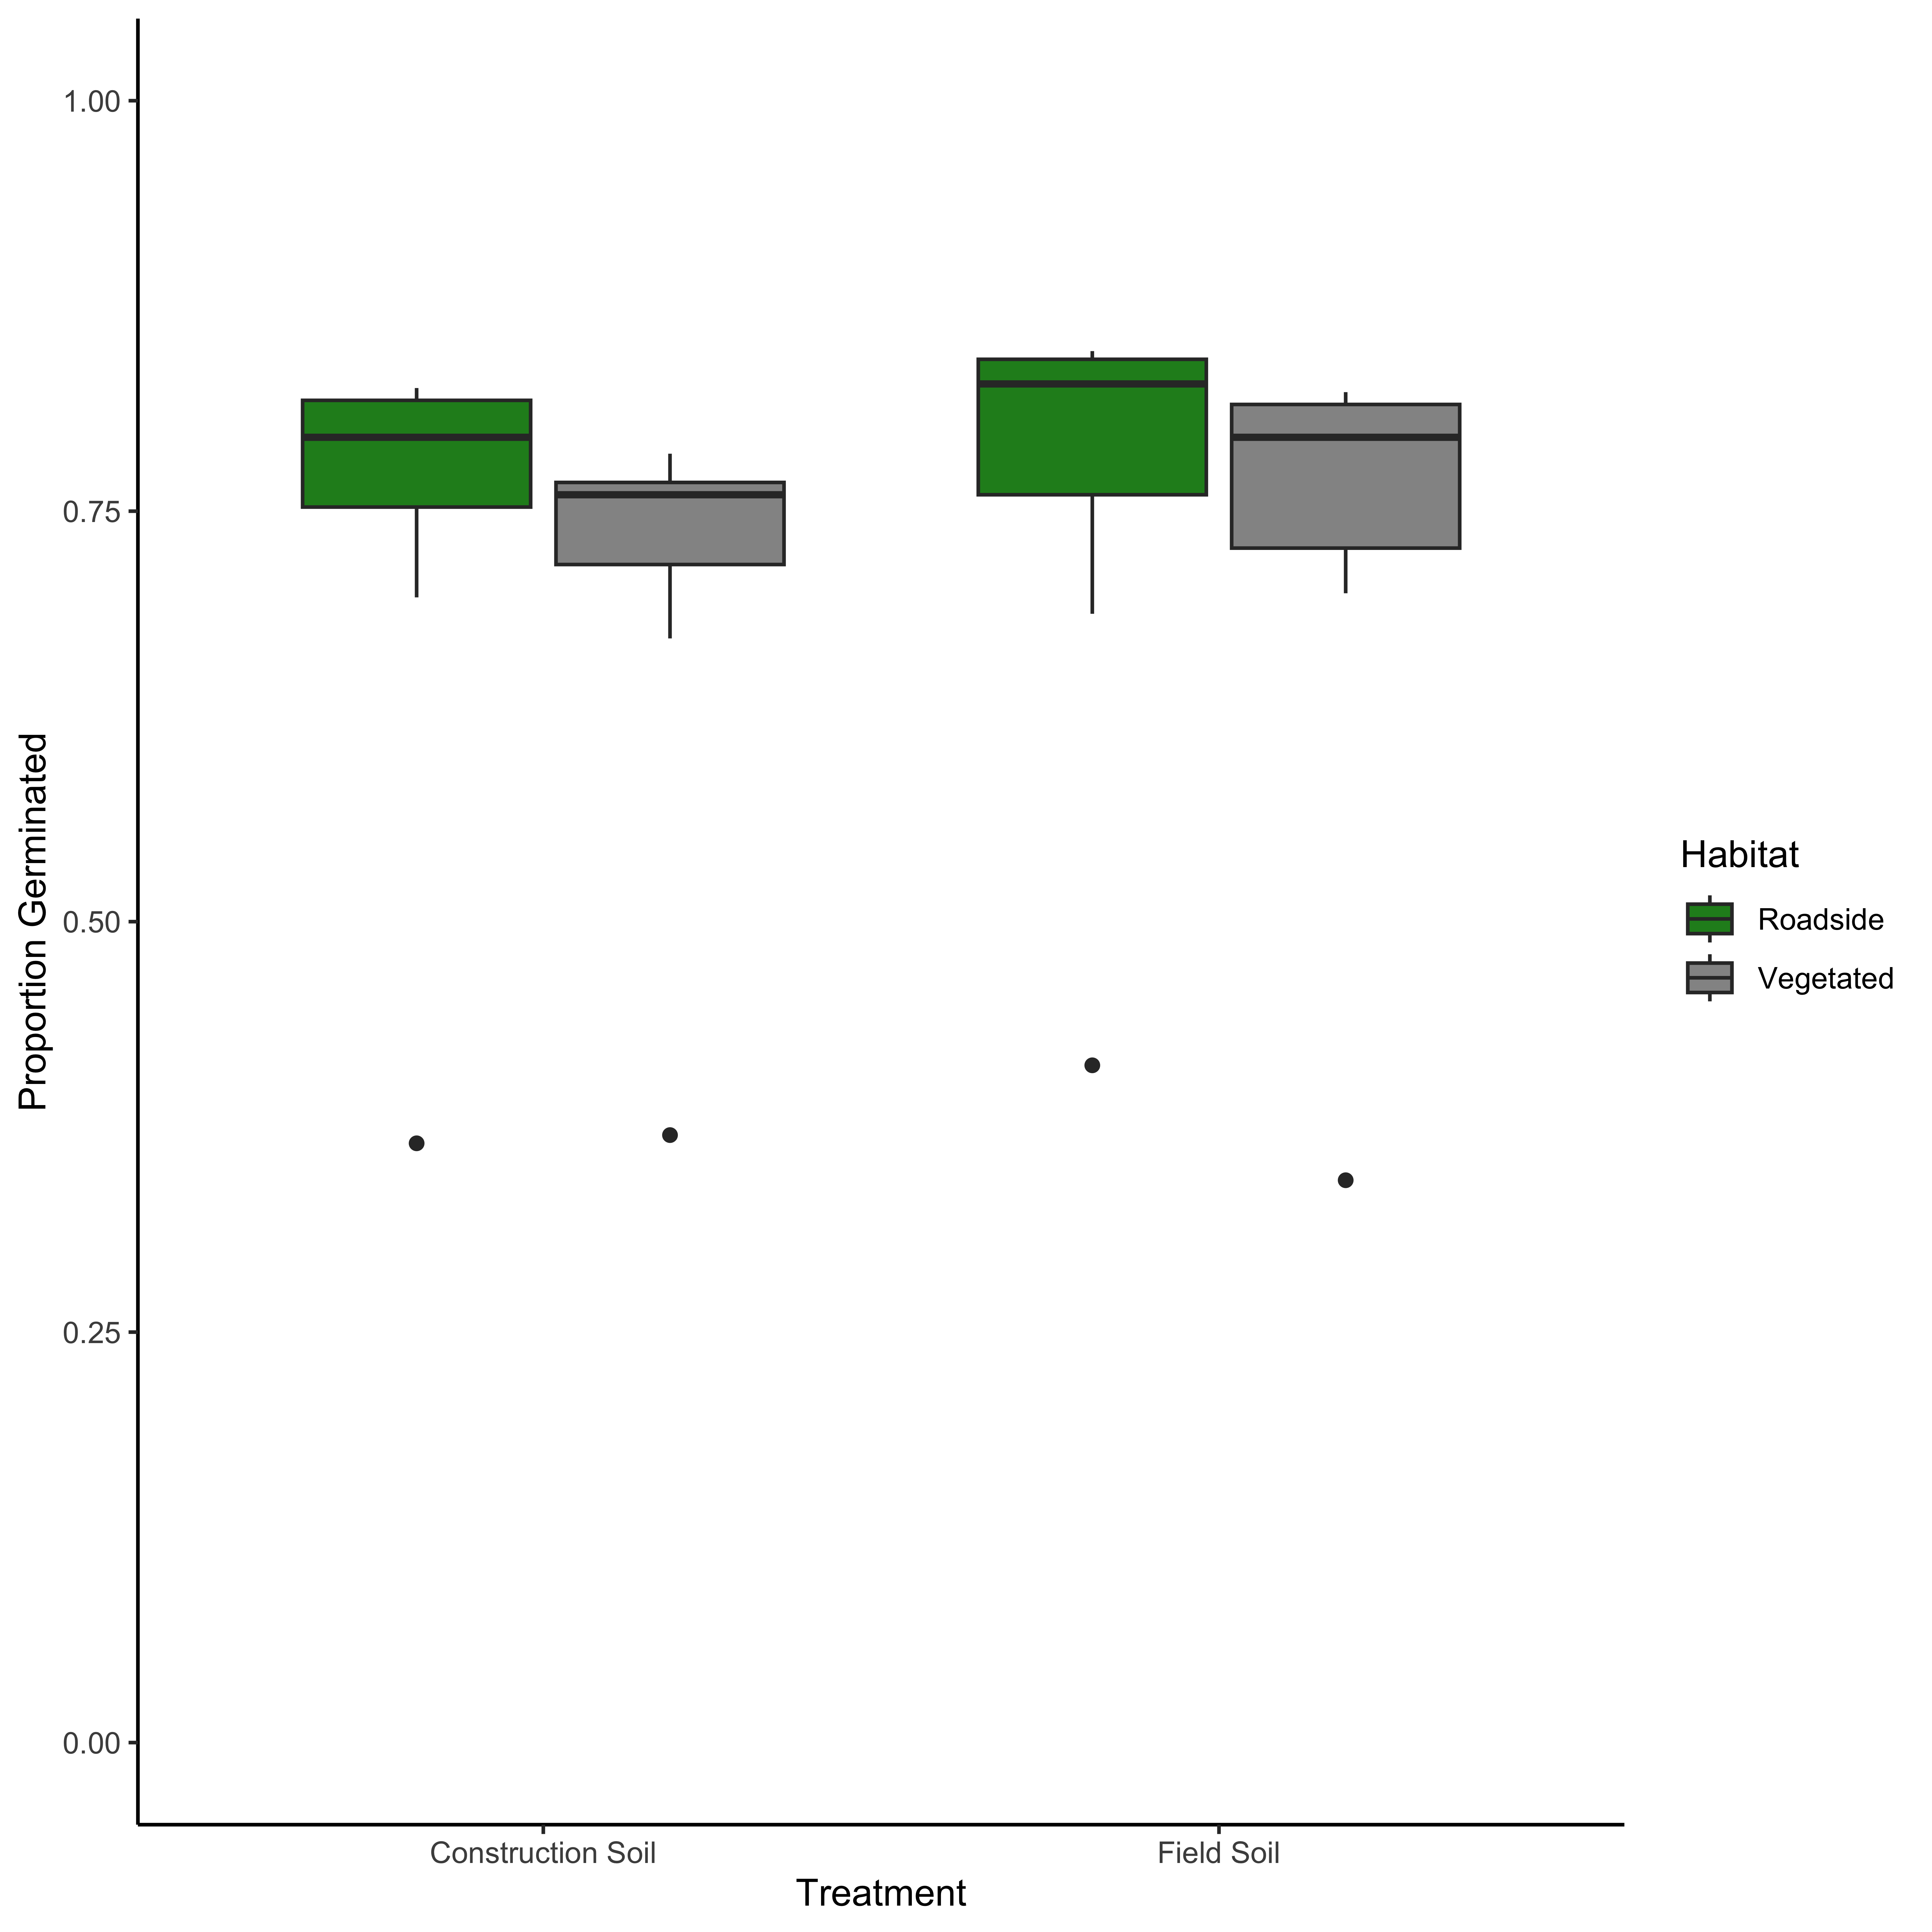 1.00
0.75
0.50
0.25
0.00
Proportion Germinated
Construction Soil
Field Soil
Treatment
Habitat
Roadside
Vegetated